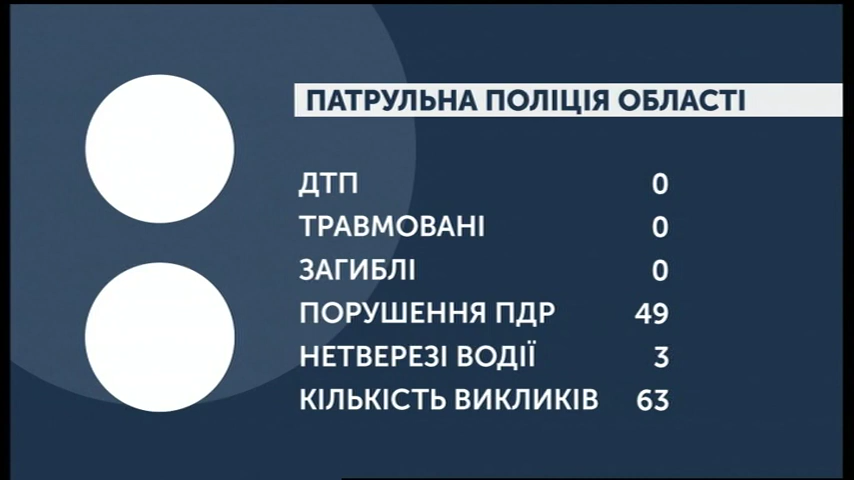 ПАТРУЛЬНА ПОЛІЦІЯ ОБЛАСТІ
ДТП 0
ТРАВМОВАНІ 0
ЗАГИБЛІ 0
ПОРУШЕННЯ ПДР 49
НЕТВЕРЕЗІ ВОДІЇ 3
КІЛЬКІСТЬ ВИКЛИКІВ 63